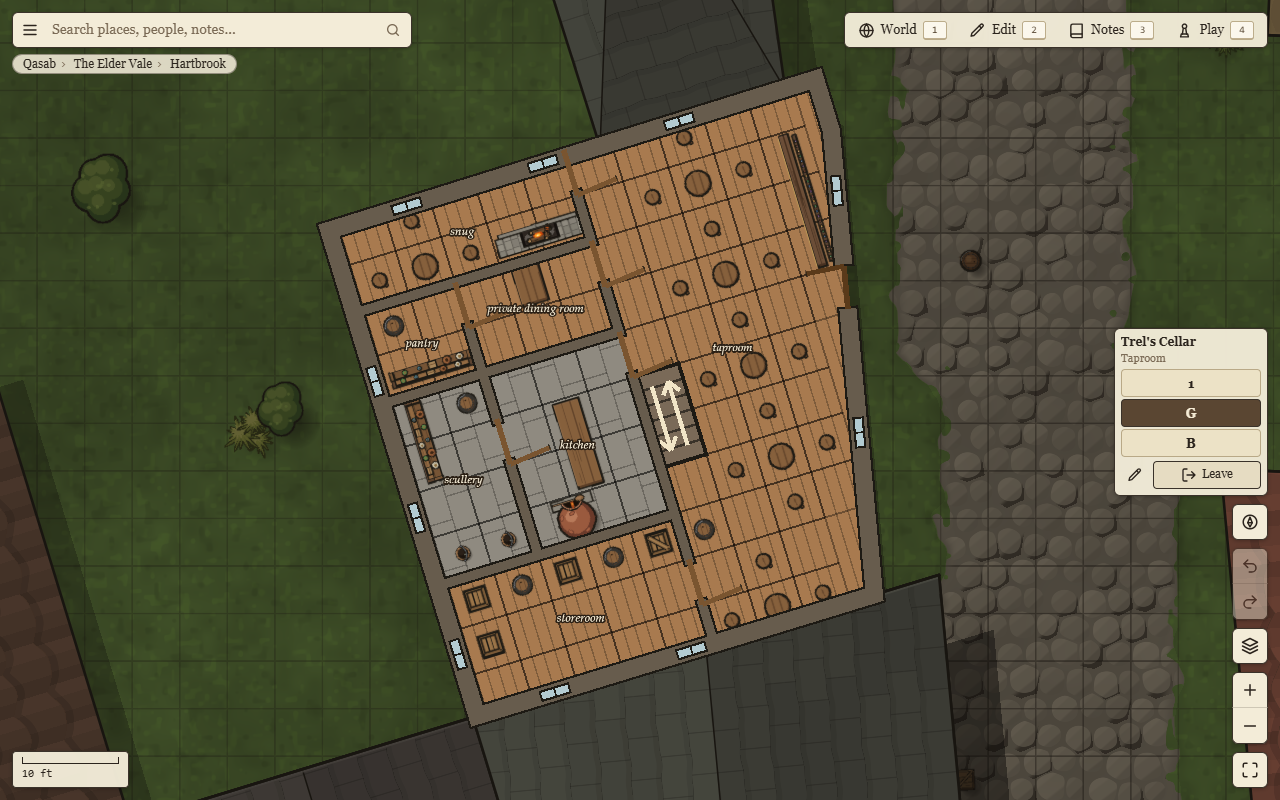 Search places, people, notes...
World 1
Edit 2
Notes 3
Play 4
Qasab › The Elder Vale › Hartbrook
snug
private dining room
pantry
taproom
kitchen
scullery
storeroom
Trel's Cellar
Taproom
1
G
B
Leave
10 ft